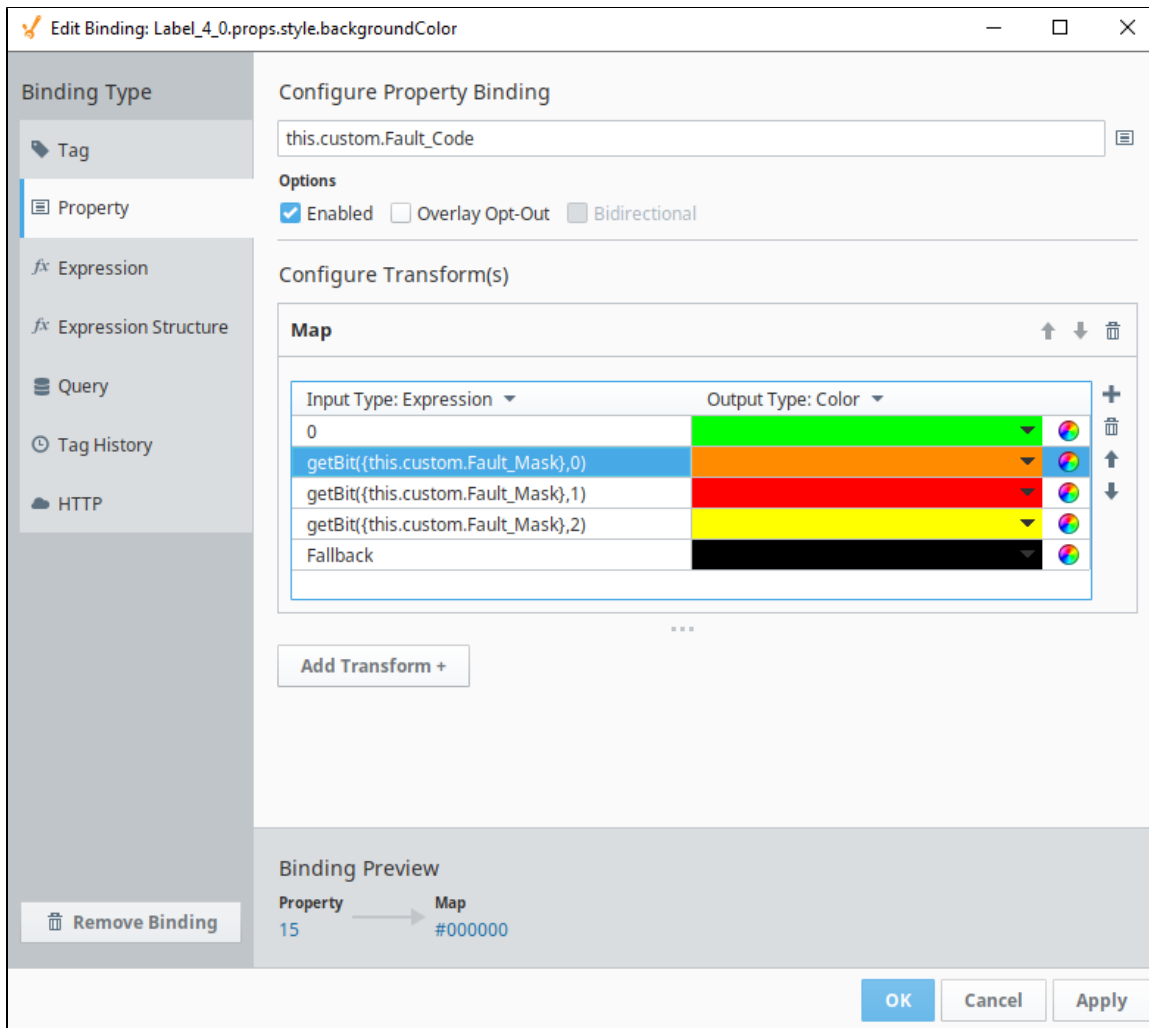 Edit Binding: Label_4_0.props.style.backgroundColor
Binding Type
Tag
Property
fx Expression
fx Expression Structure
Query
Tag History
HTTP
Remove Binding
Configure Property Binding
this.custom.Fault_Code
Options
Enabled Overlay Opt-Out Bidirectional
Configure Transform(s)
Map
Input Type: Expression Output Type: Color
0
getBit({this.custom.Fault_Mask},0)
getBit({this.custom.Fault_Mask},1)
getBit({this.custom.Fault_Mask},2)
Fallback
Add Transform +
Binding Preview
Property Map
15 #000000
OK Cancel Apply